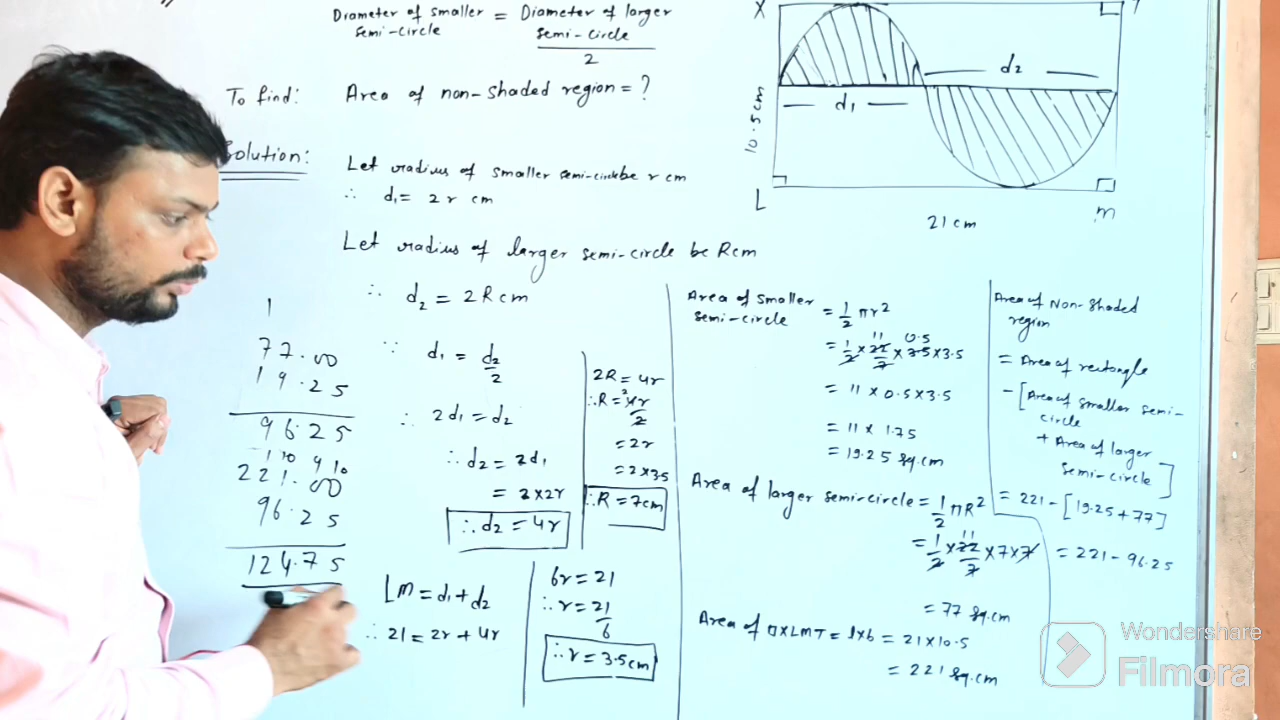 Diameter of smaller semi-circle = Diameter of larger semi-circle / 2
To find: Area of non-shaded region = ?
Solution:
Let radius of smaller semi-circle be r cm
∴ d₁ = 2r cm
Let radius of larger semi-circle be R cm
∴ d₂ = 2R cm
∵ d₁ = d₂/2
∴ 2d₁ = d₂
∴ d₂ = 2d₁
= 2×2r
∴ d₂ = 4r
LM = d₁ + d₂
∴ 21 = 2r + 4r
2R = 4r
∴ R = 4r/2
= 2r
= 2×3.5
∴ R = 7cm
6r = 21
∴ r = 21/6
∴ r = 3.5cm
1
77.00
19.25
96.25
1 10 9 10
221.00
96.25
124.75
X
d₂
d₁
10.5 cm
L
M
21 cm
Area of smaller semi-circle = 1/2 πr²
= 1/2 × 22/7 × 3.5 × 3.5
11 0.5
= 11 × 0.5 × 3.5
= 11 × 1.75
= 19.25 sq.cm
Area of larger semi-circle = 1/2 πR²
= 1/2 × 22/7 × 7 × 7
11
= 77 sq.cm
Area of □XLMT = l×b = 21×10.5
= 221 sq.cm
Area of Non-shaded region
= Area of rectangle
- [Area of smaller semi-circle
+ Area of larger semi-circle]
= 221 - [19.25 + 77]
= 221 - 96.25
Wondershare
Filmora